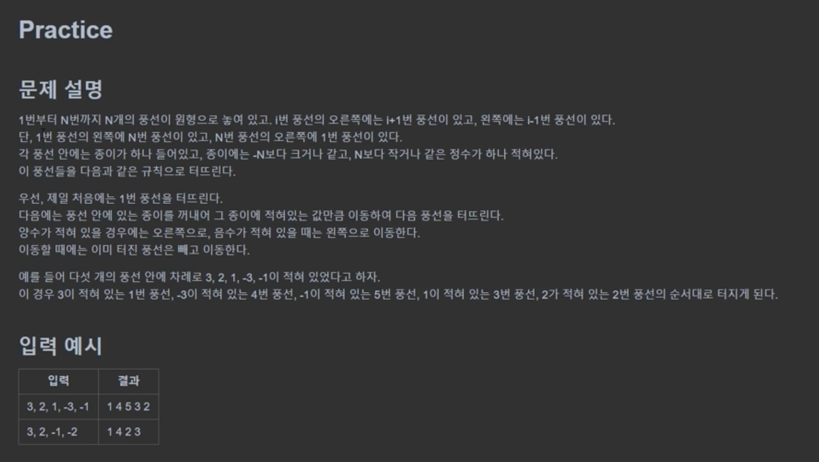 Practice
문제 설명
1번부터 N번까지 N개의 풍선이 원형으로 놓여 있고. i번 풍선의 오른쪽에는 i+1번 풍선이 있고, 왼쪽에는 i-1번 풍선이 있다.
단, 1번 풍선의 왼쪽에 N번 풍선이 있고, N번 풍선의 오른쪽에 1번 풍선이 있다.
각 풍선 안에는 종이가 하나 들어있고, 종이에는 -N보다 크거나 같고, N보다 작거나 같은 정수가 하나 적혀있다.
이 풍선들을 다음과 같은 규칙으로 터뜨린다.
우선, 제일 처음에는 1번 풍선을 터뜨린다.
다음에는 풍선 안에 있는 종이를 꺼내어 그 종이에 적혀있는 값만큼 이동하여 다음 풍선을 터뜨린다.
양수가 적혀 있을 경우에는 오른쪽으로, 음수가 적혀 있을 때는 왼쪽으로 이동한다.
이동할 때에는 이미 터진 풍선은 빼고 이동한다.
예를 들어 다섯 개의 풍선 안에 차례로 3, 2, 1, -3, -1이 적혀 있었다고 하자.
이 경우 3이 적혀 있는 1번 풍선, -3이 적혀 있는 4번 풍선, -1이 적혀 있는 5번 풍선, 1이 적혀 있는 3번 풍선, 2가 적혀 있는 2번 풍선의 순서대로 터지게 된다.
입력 예시
입력 결과
3, 2, 1, -3, -1 1 4 5 3 2
3, 2, -1, -2 1 4 2 3